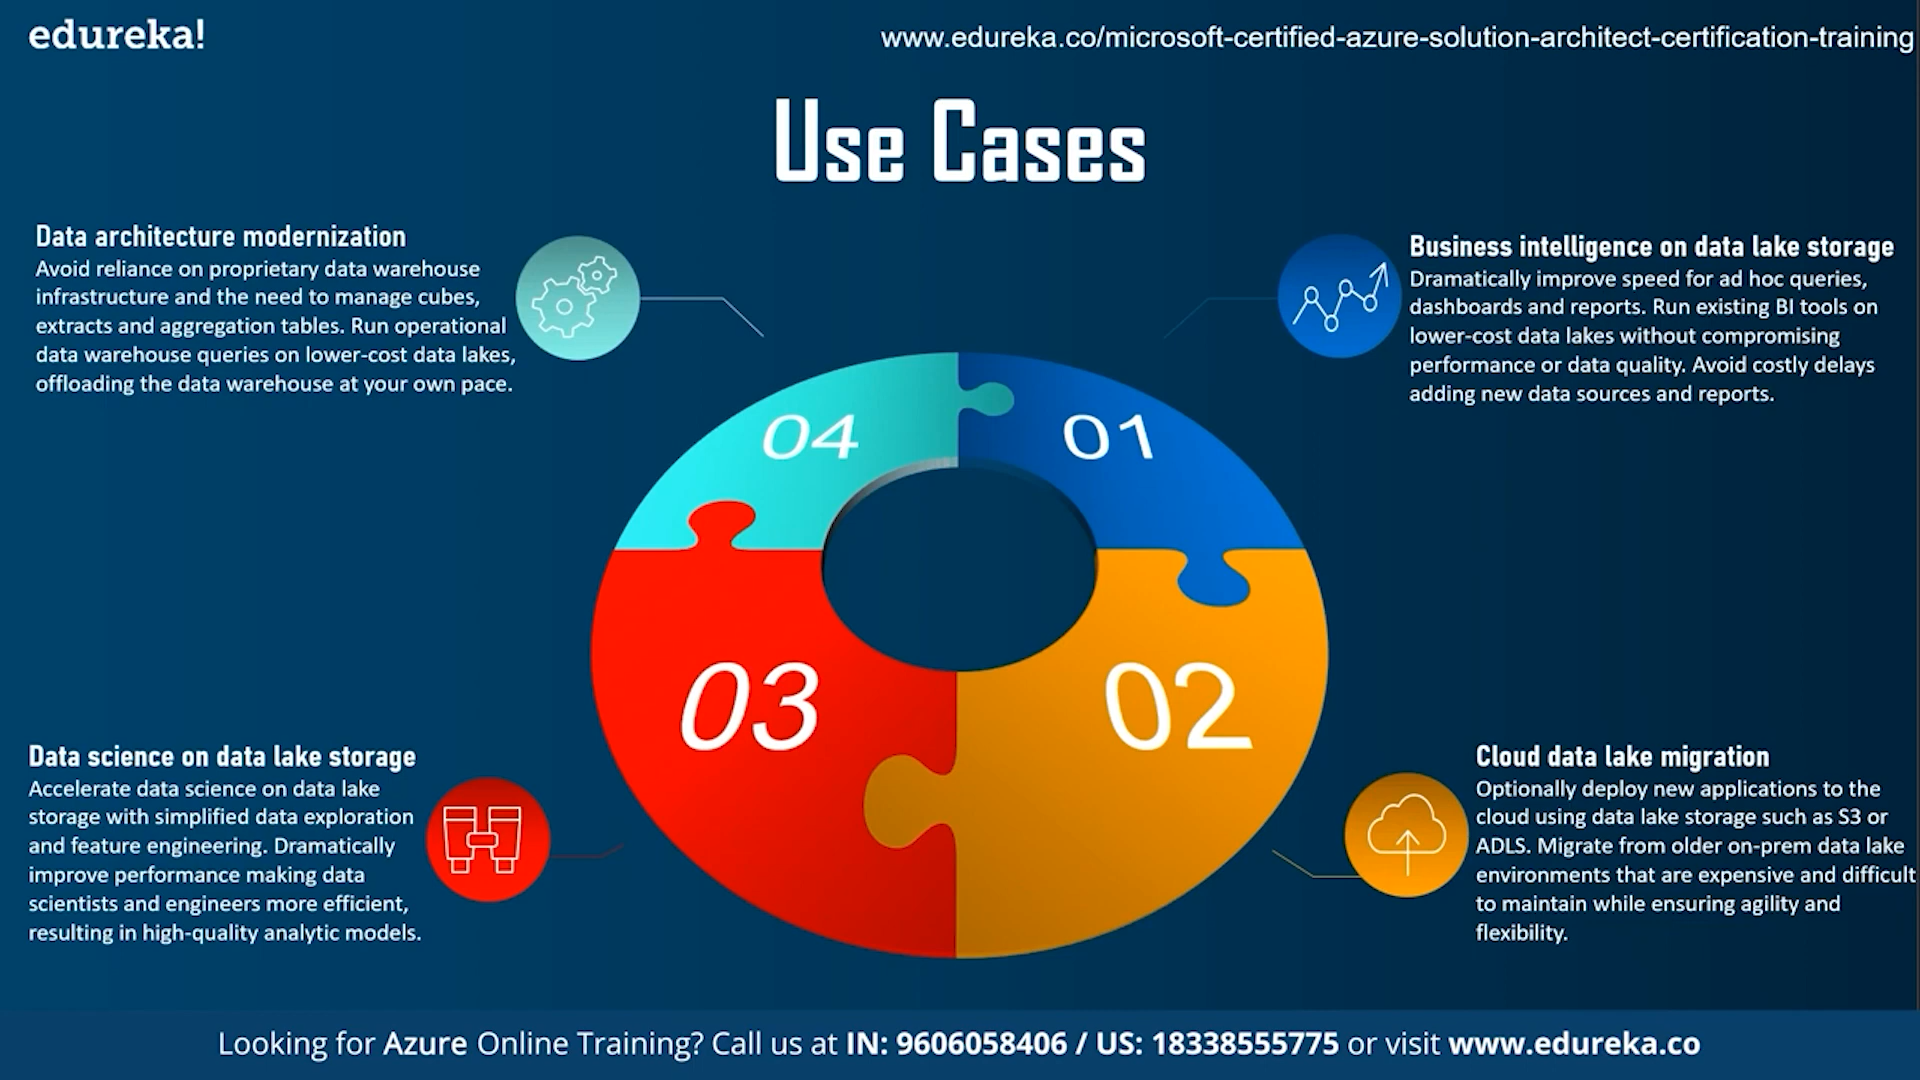 edureka!
www.edureka.co/microsoft-certified-azure-solution-architect-certification-training
Use Cases
Data architecture modernization
Avoid reliance on proprietary data warehouse
infrastructure and the need to manage cubes,
extracts and aggregation tables. Run operational
data warehouse queries on lower-cost data lakes,
offloading the data warehouse at your own pace.
Business intelligence on data lake storage
Dramatically improve speed for ad hoc queries,
dashboards and reports. Run existing BI tools on
lower-cost data lakes without compromising
performance or data quality. Avoid costly delays
adding new data sources and reports.
04
01
03
02
Data science on data lake storage
Accelerate data science on data lake
storage with simplified data exploration
and feature engineering. Dramatically
improve performance making data
scientists and engineers more efficient,
resulting in high-quality analytic models.
Cloud data lake migration
Optionally deploy new applications to the
cloud using data lake storage such as S3 or
ADLS. Migrate from older on-prem data lake
environments that are expensive and difficult
to maintain while ensuring agility and
flexibility.
Looking for Azure Online Training? Call us at IN: 9606058406 / US: 18338555775 or visit www.edureka.co